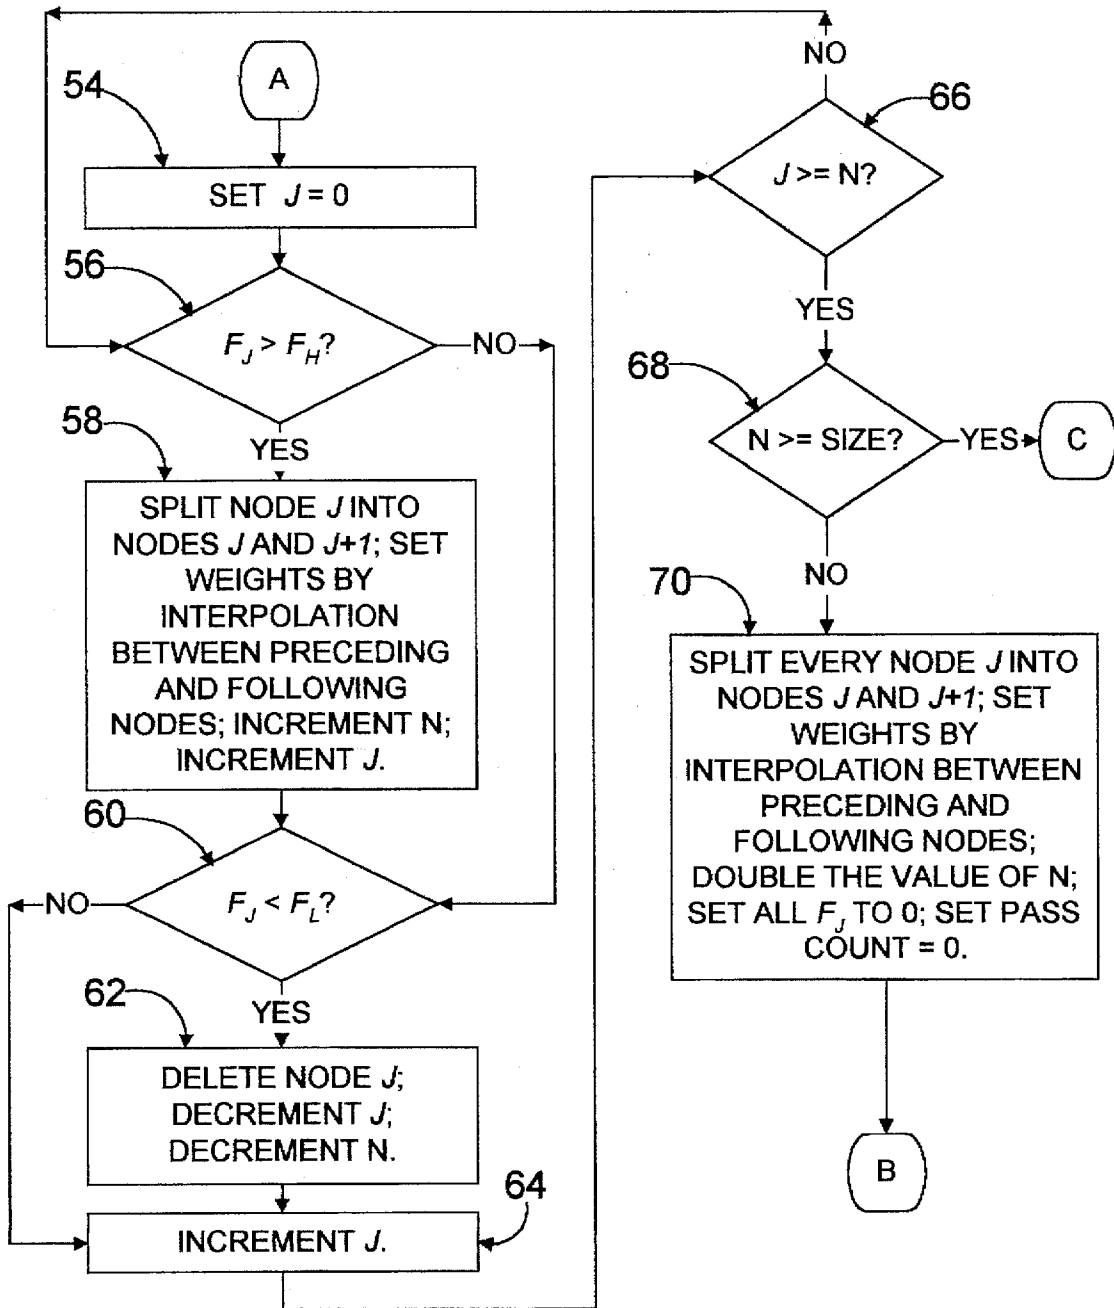 A
54
SET J = 0
56
F_J > F_H?
NO
YES
58
SPLIT NODE J INTO
NODES J AND J+1; SET
WEIGHTS BY
INTERPOLATION
BETWEEN PRECEDING
AND FOLLOWING
NODES; INCREMENT N;
INCREMENT J.
60
F_J < F_L?
NO
YES
62
DELETE NODE J;
DECREMENT J;
DECREMENT N.
64
INCREMENT J.
NO
66
J >= N?
YES
68
N >= SIZE?
YES
C
NO
70
SPLIT EVERY NODE J INTO
NODES J AND J+1; SET
WEIGHTS BY
INTERPOLATION BETWEEN
PRECEDING AND
FOLLOWING NODES;
DOUBLE THE VALUE OF N;
SET ALL F_J TO 0; SET PASS
COUNT = 0.
B